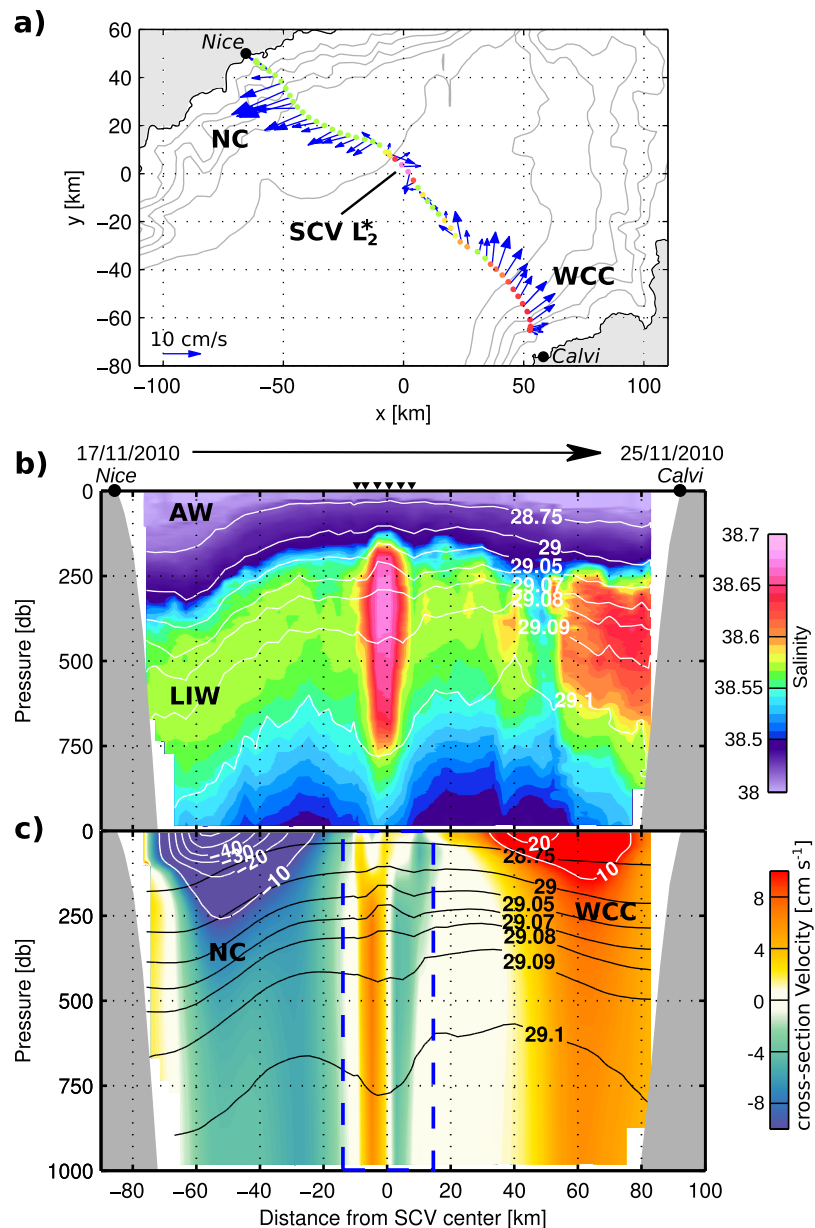 a)
60
40
20
0
−20
−40
−60
−80
y [km]
Nice
NC
SCV L*2
WCC
10 cm/s
Calvi
−100 −50 0 50 100
x [km]
b)
17/11/2010 25/11/2010
Nice Calvi
0
250
500
750
Pressure [db]
AW
LIW
28.75
29
29.05
29.07
29.08
29.09
29.1
38.7
38.65
38.6
38.55
38.5
38
Salinity
c)
0
250
500
750
1000
Pressure [db]
−40
−30
−20
−10
20
10
28.75
29
29.05
29.07
29.08
29.09
29.1
NC
WCC
8
4
0
-4
-8
cross-section Velocity [cm s-1]
−80 −60 −40 −20 0 20 40 60 80 100
Distance from SCV center [km]